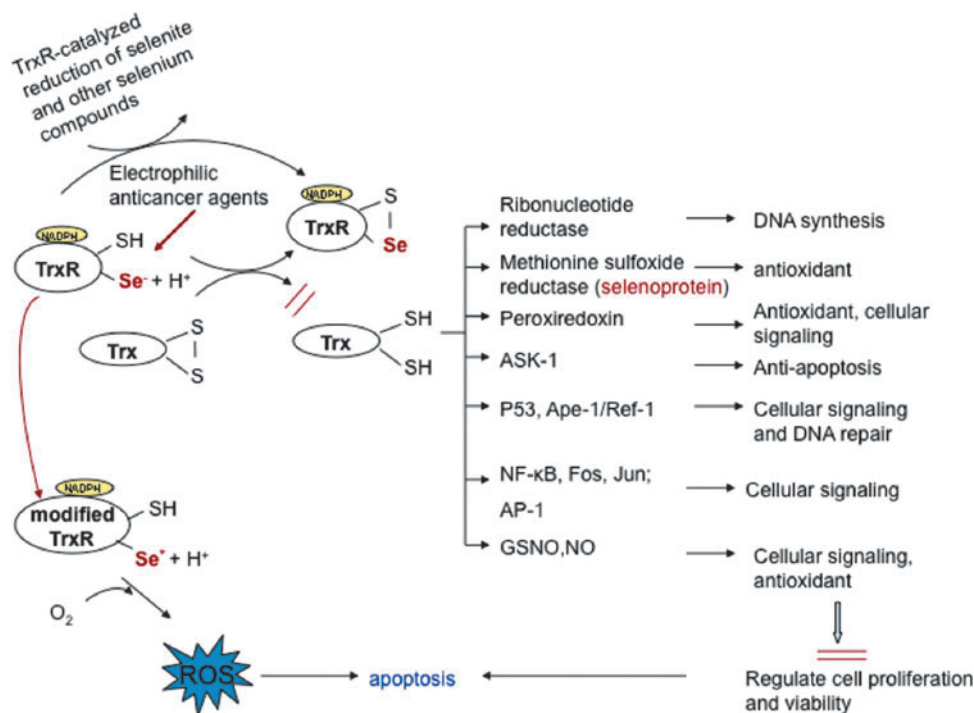 TrxR-catalyzed
reduction of selenite
and other selenium
compounds
Electrophilic
anticancer agents
NADPH
TrxR
SH
Se⁻ + H⁺
NADPH
TrxR
S
Se
Trx
S
S
Trx
SH
SH
Ribonucleotide
reductase
DNA synthesis
Methionine sulfoxide
reductase (selenoprotein)
antioxidant
Peroxiredoxin
Antioxidant, cellular
signaling
ASK-1
Anti-apoptosis
P53, Ape-1/Ref-1
Cellular signaling
and DNA repair
NF-κB, Fos, Jun;
AP-1
Cellular signaling
GSNO,NO
Cellular signaling,
antioxidant
NADPH
modified
TrxR
SH
Se* + H⁺
O₂
ROS
apoptosis
Regulate cell proliferation
and viability